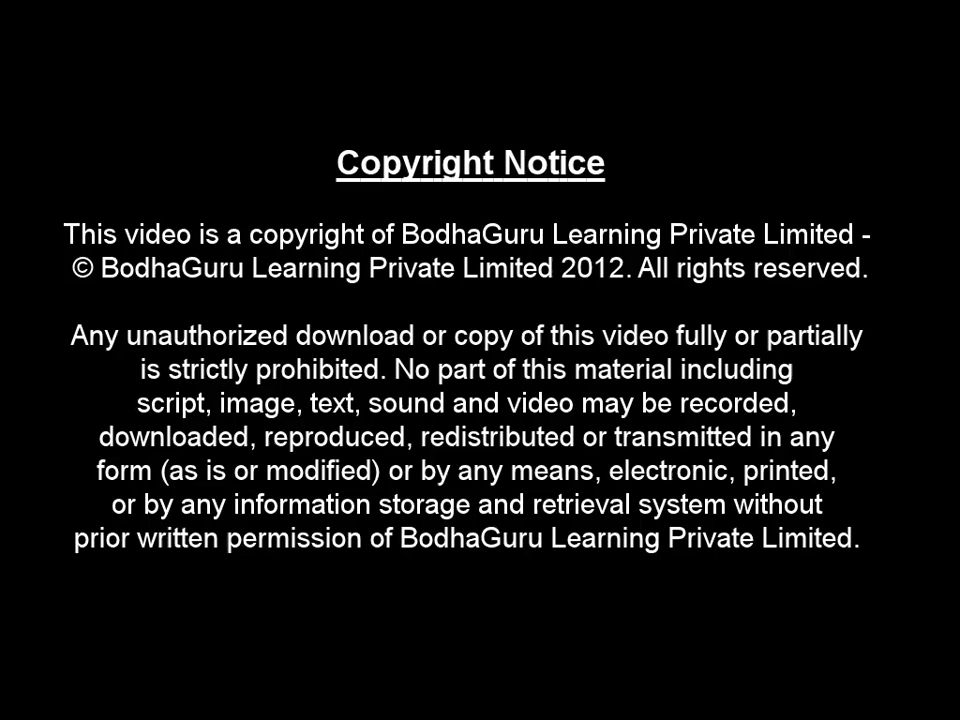 Copyright Notice
This video is a copyright of BodhaGuru Learning Private Limited -
© BodhaGuru Learning Private Limited 2012. All rights reserved.
Any unauthorized download or copy of this video fully or partially
is strictly prohibited. No part of this material including
script, image, text, sound and video may be recorded,
downloaded, reproduced, redistributed or transmitted in any
form (as is or modified) or by any means, electronic, printed,
or by any information storage and retrieval system without
prior written permission of BodhaGuru Learning Private Limited.